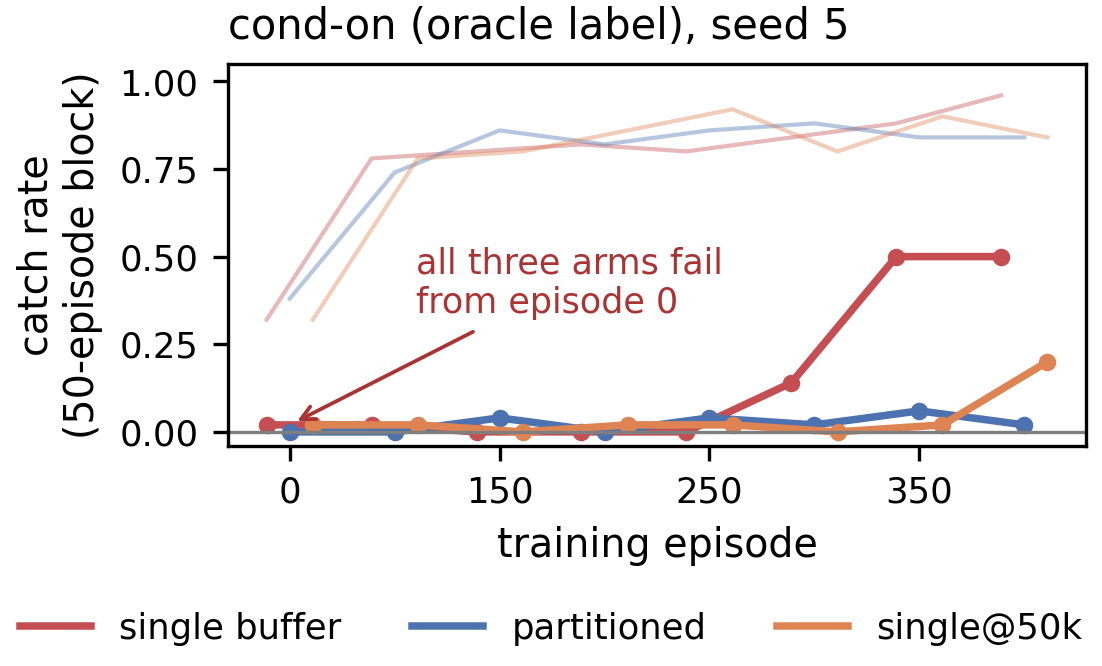 cond-on (oracle label), seed 5
catch rate
(50-episode block)
1.00
0.75
0.50
0.25
0.00
all three arms fail
from episode 0
0
150
250
350
training episode
single buffer
partitioned
single@50k